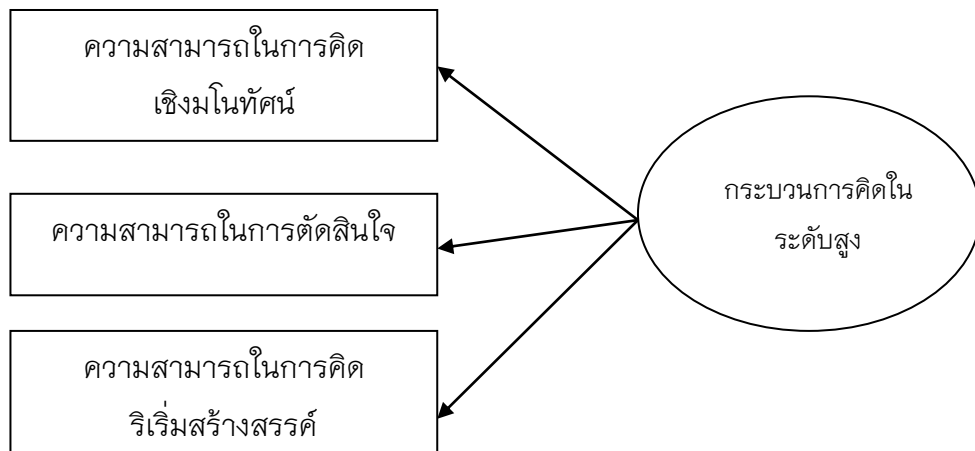 ความสามารถในการคิด
เชิงมโนทัศน์
ความสามารถในการตัดสินใจ
ความสามารถในการคิด
ริเริ่มสร้างสรรค์
กระบวนการคิดใน
ระดับสูง